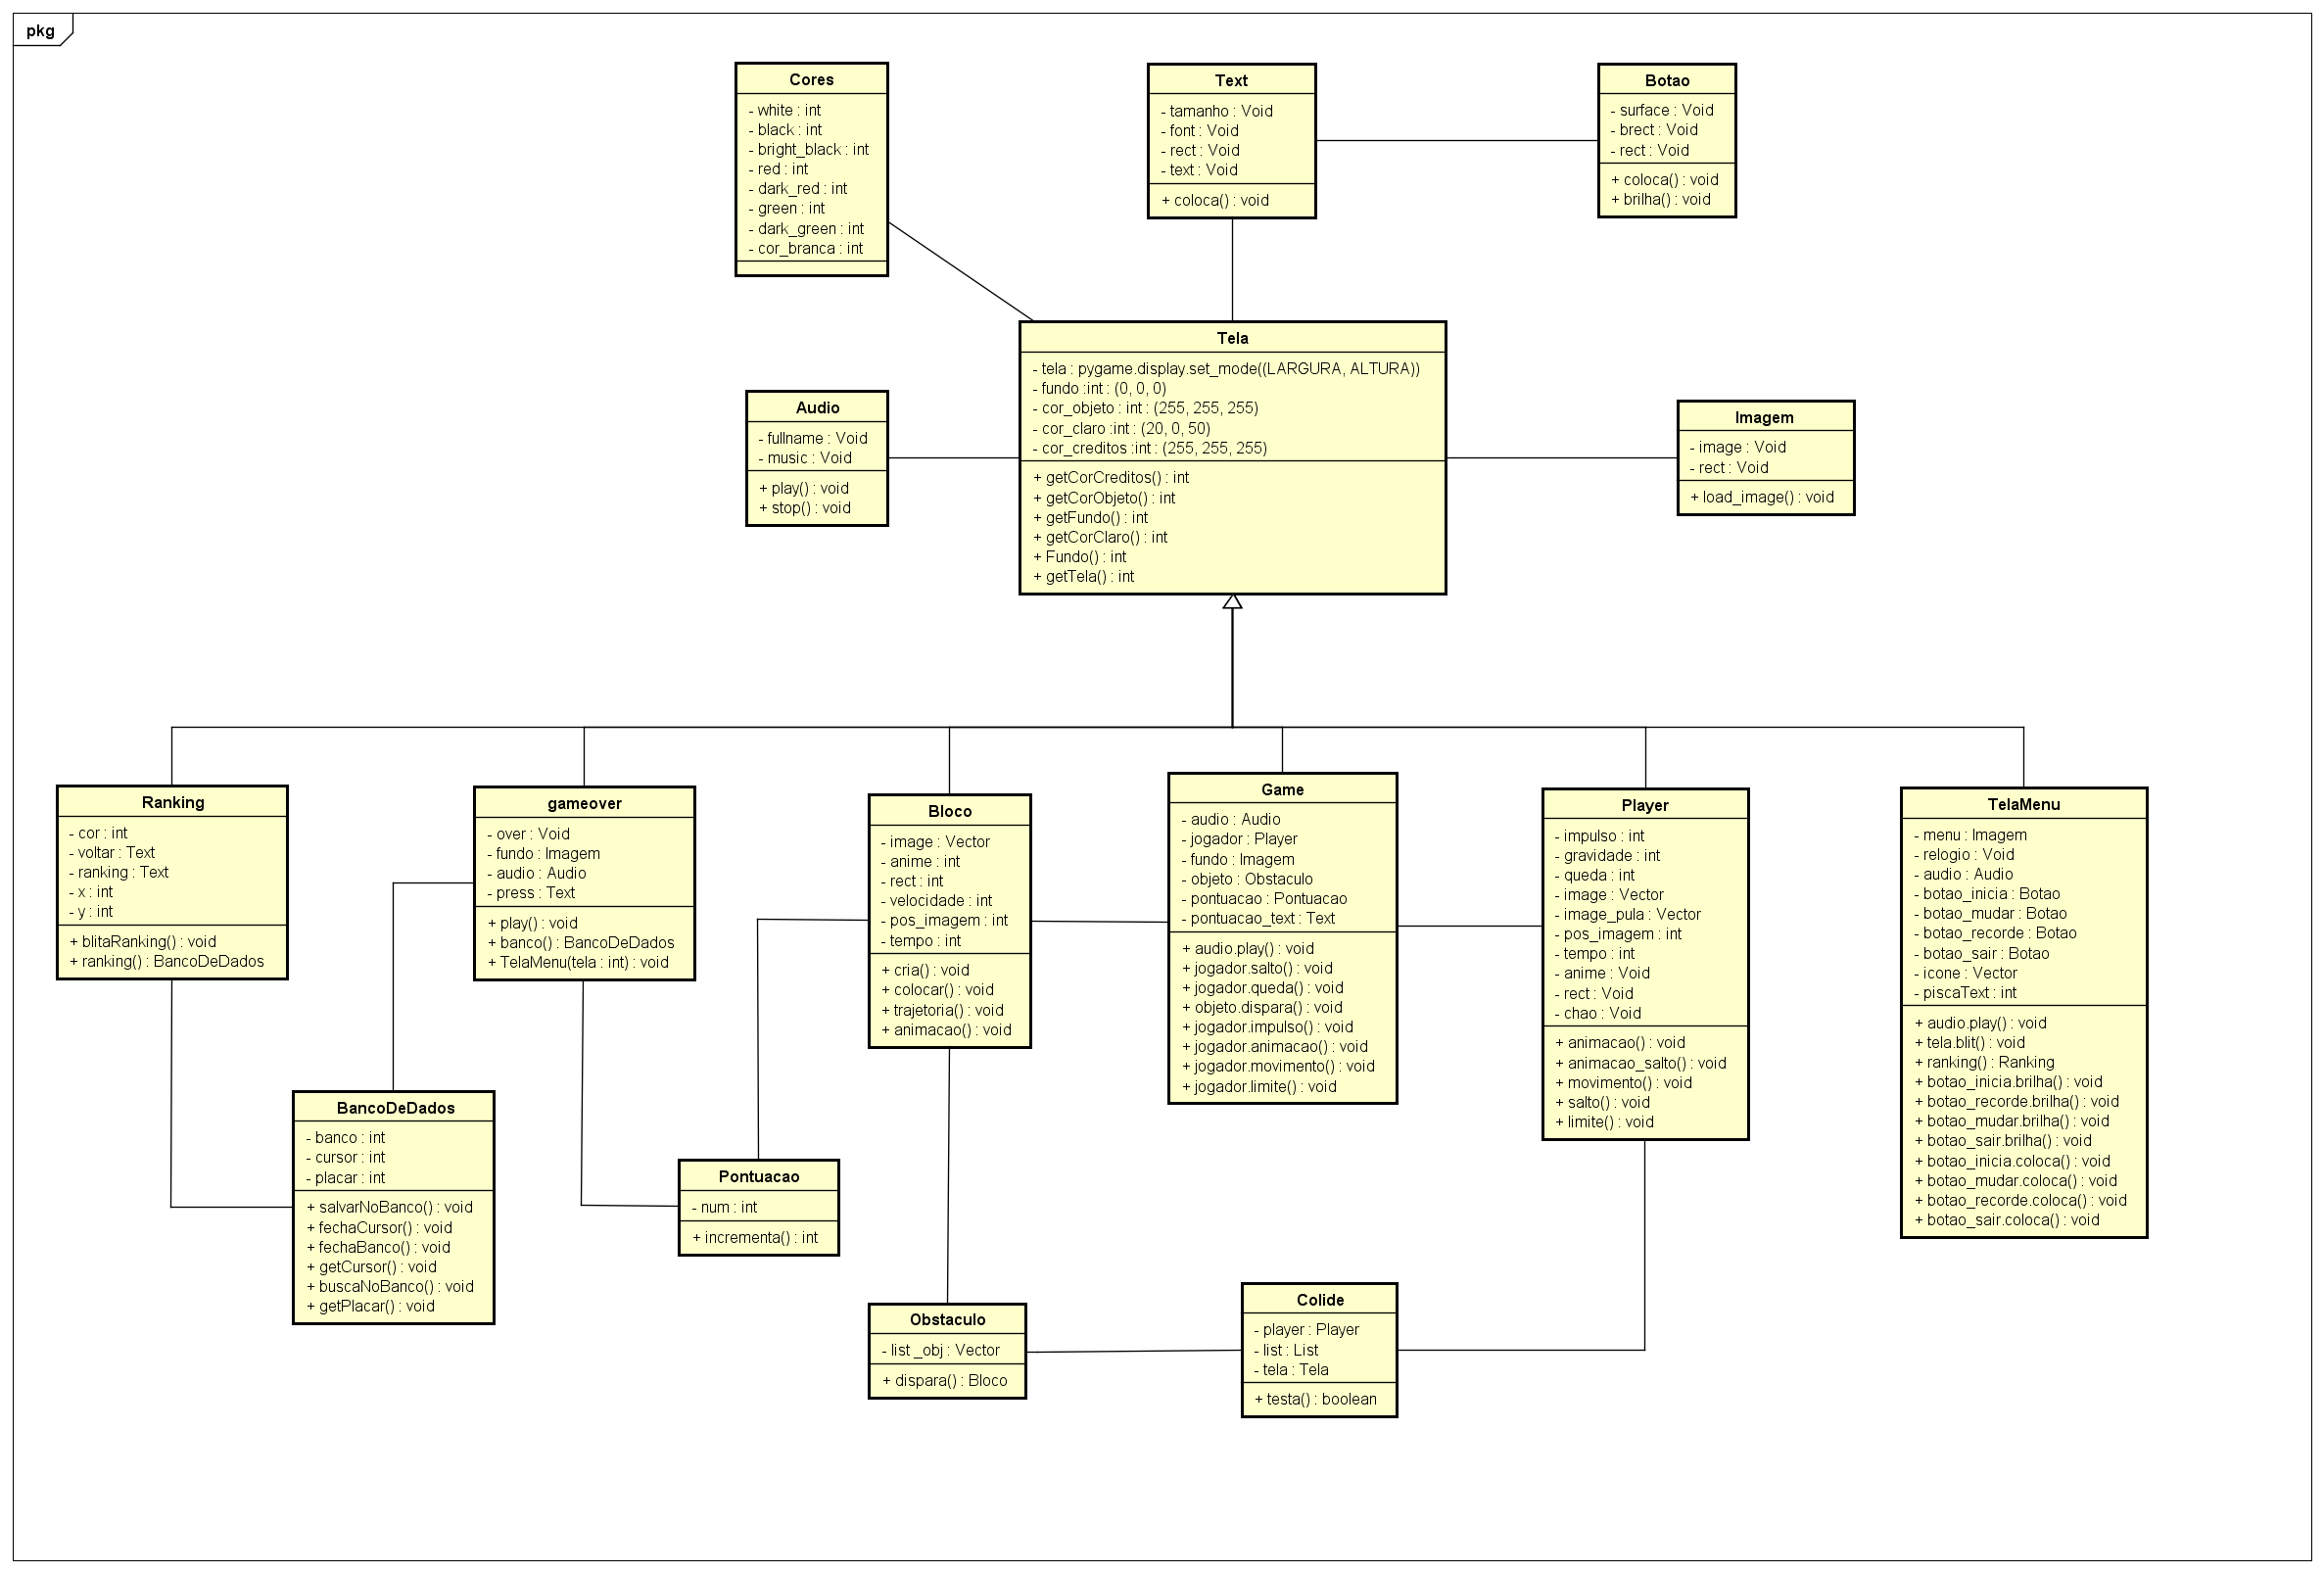 pkg
Cores
- white : int
- black : int
- bright_black : int
- red : int
- dark_red : int
- green : int
- dark_green : int
- cor_branca : int
Text
- tamanho : Void
- font : Void
- rect : Void
- text : Void
+ coloca() : void
Botao
- surface : Void
- brect : Void
- rect : Void
+ coloca() : void
+ brilha() : void
Tela
- tela : pygame.display.set_mode((LARGURA, ALTURA))
- fundo :int : (0, 0, 0)
- cor_objeto : int : (255, 255, 255)
- cor_claro :int : (20, 0, 50)
- cor_creditos :int : (255, 255, 255)
+ getCorCreditos() : int
+ getCorObjeto() : int
+ getFundo() : int
+ getCorClaro() : int
+ Fundo() : int
+ getTela() : int
Audio
- fullname : Void
- music : Void
+ play() : void
+ stop() : void
Imagem
- image : Void
- rect : Void
+ load_image() : void
Ranking
- cor : int
- voltar : Text
- ranking : Text
- x : int
- y : int
+ blitaRanking() : void
+ ranking() : BancoDeDados
gameover
- over : Void
- fundo : Imagem
- audio : Audio
- press : Text
+ play() : void
+ banco() : BancoDeDados
+ TelaMenu(tela : int) : void
Bloco
- image : Vector
- anime : int
- rect : int
- velocidade : int
- pos_imagem : int
- tempo : int
+ cria() : void
+ colocar() : void
+ trajetoria() : void
+ animacao() : void
Game
- audio : Audio
- jogador : Player
- fundo : Imagem
- objeto : Obstaculo
- pontuacao : Pontuacao
- pontuacao_text : Text
+ audio.play() : void
+ jogador.salto() : void
+ jogador.queda() : void
+ objeto.dispara() : void
+ jogador.impulso() : void
+ jogador.animacao() : void
+ jogador.movimento() : void
+ jogador.limite() : void
Player
- impulso : int
- gravidade : int
- queda : int
- image : Vector
- image_pula : Vector
- pos_imagem : int
- tempo : int
- anime : Void
- rect : Void
- chao : Void
+ animacao() : void
+ animacao_salto() : void
+ movimento() : void
+ salto() : void
+ limite() : void
TelaMenu
- menu : Imagem
- relogio : Void
- audio : Audio
- botao_inicia : Botao
- botao_mudar : Botao
- botao_recorde : Botao
- botao_sair : Botao
- icone : Vector
- piscaText : int
+ audio.play() : void
+ tela.blit() : void
+ ranking() : Ranking
+ botao_inicia.brilha() : void
+ botao_recorde.brilha() : void
+ botao_mudar.brilha() : void
+ botao_sair.brilha() : void
+ botao_inicia.coloca() : void
+ botao_mudar.coloca() : void
+ botao_recorde.coloca() : void
+ botao_sair.coloca() : void
BancoDeDados
- banco : int
- cursor : int
- placar : int
+ salvarNoBanco() : void
+ fechaCursor() : void
+ fechaBanco() : void
+ getCursor() : void
+ buscaNoBanco() : void
+ getPlacar() : void
Pontuacao
- num : int
+ incrementa() : int
Obstaculo
- list _obj : Vector
+ dispara() : Bloco
Colide
- player : Player
- list : List
- tela : Tela
+ testa() : boolean